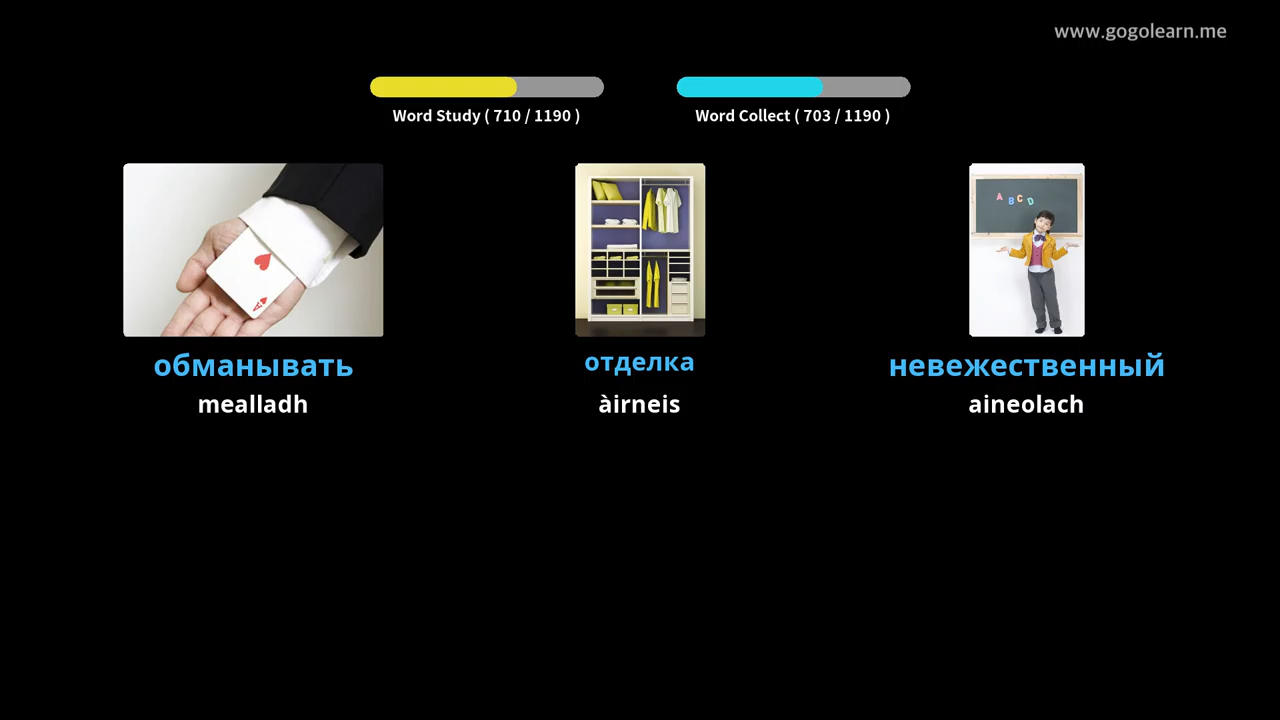 www.gogolearn.me
Word Study ( 710 / 1190 )
Word Collect ( 703 / 1190 )
A B C D
A
обманывать
отделка
невежественный
mealladh
àirneis
aineolach